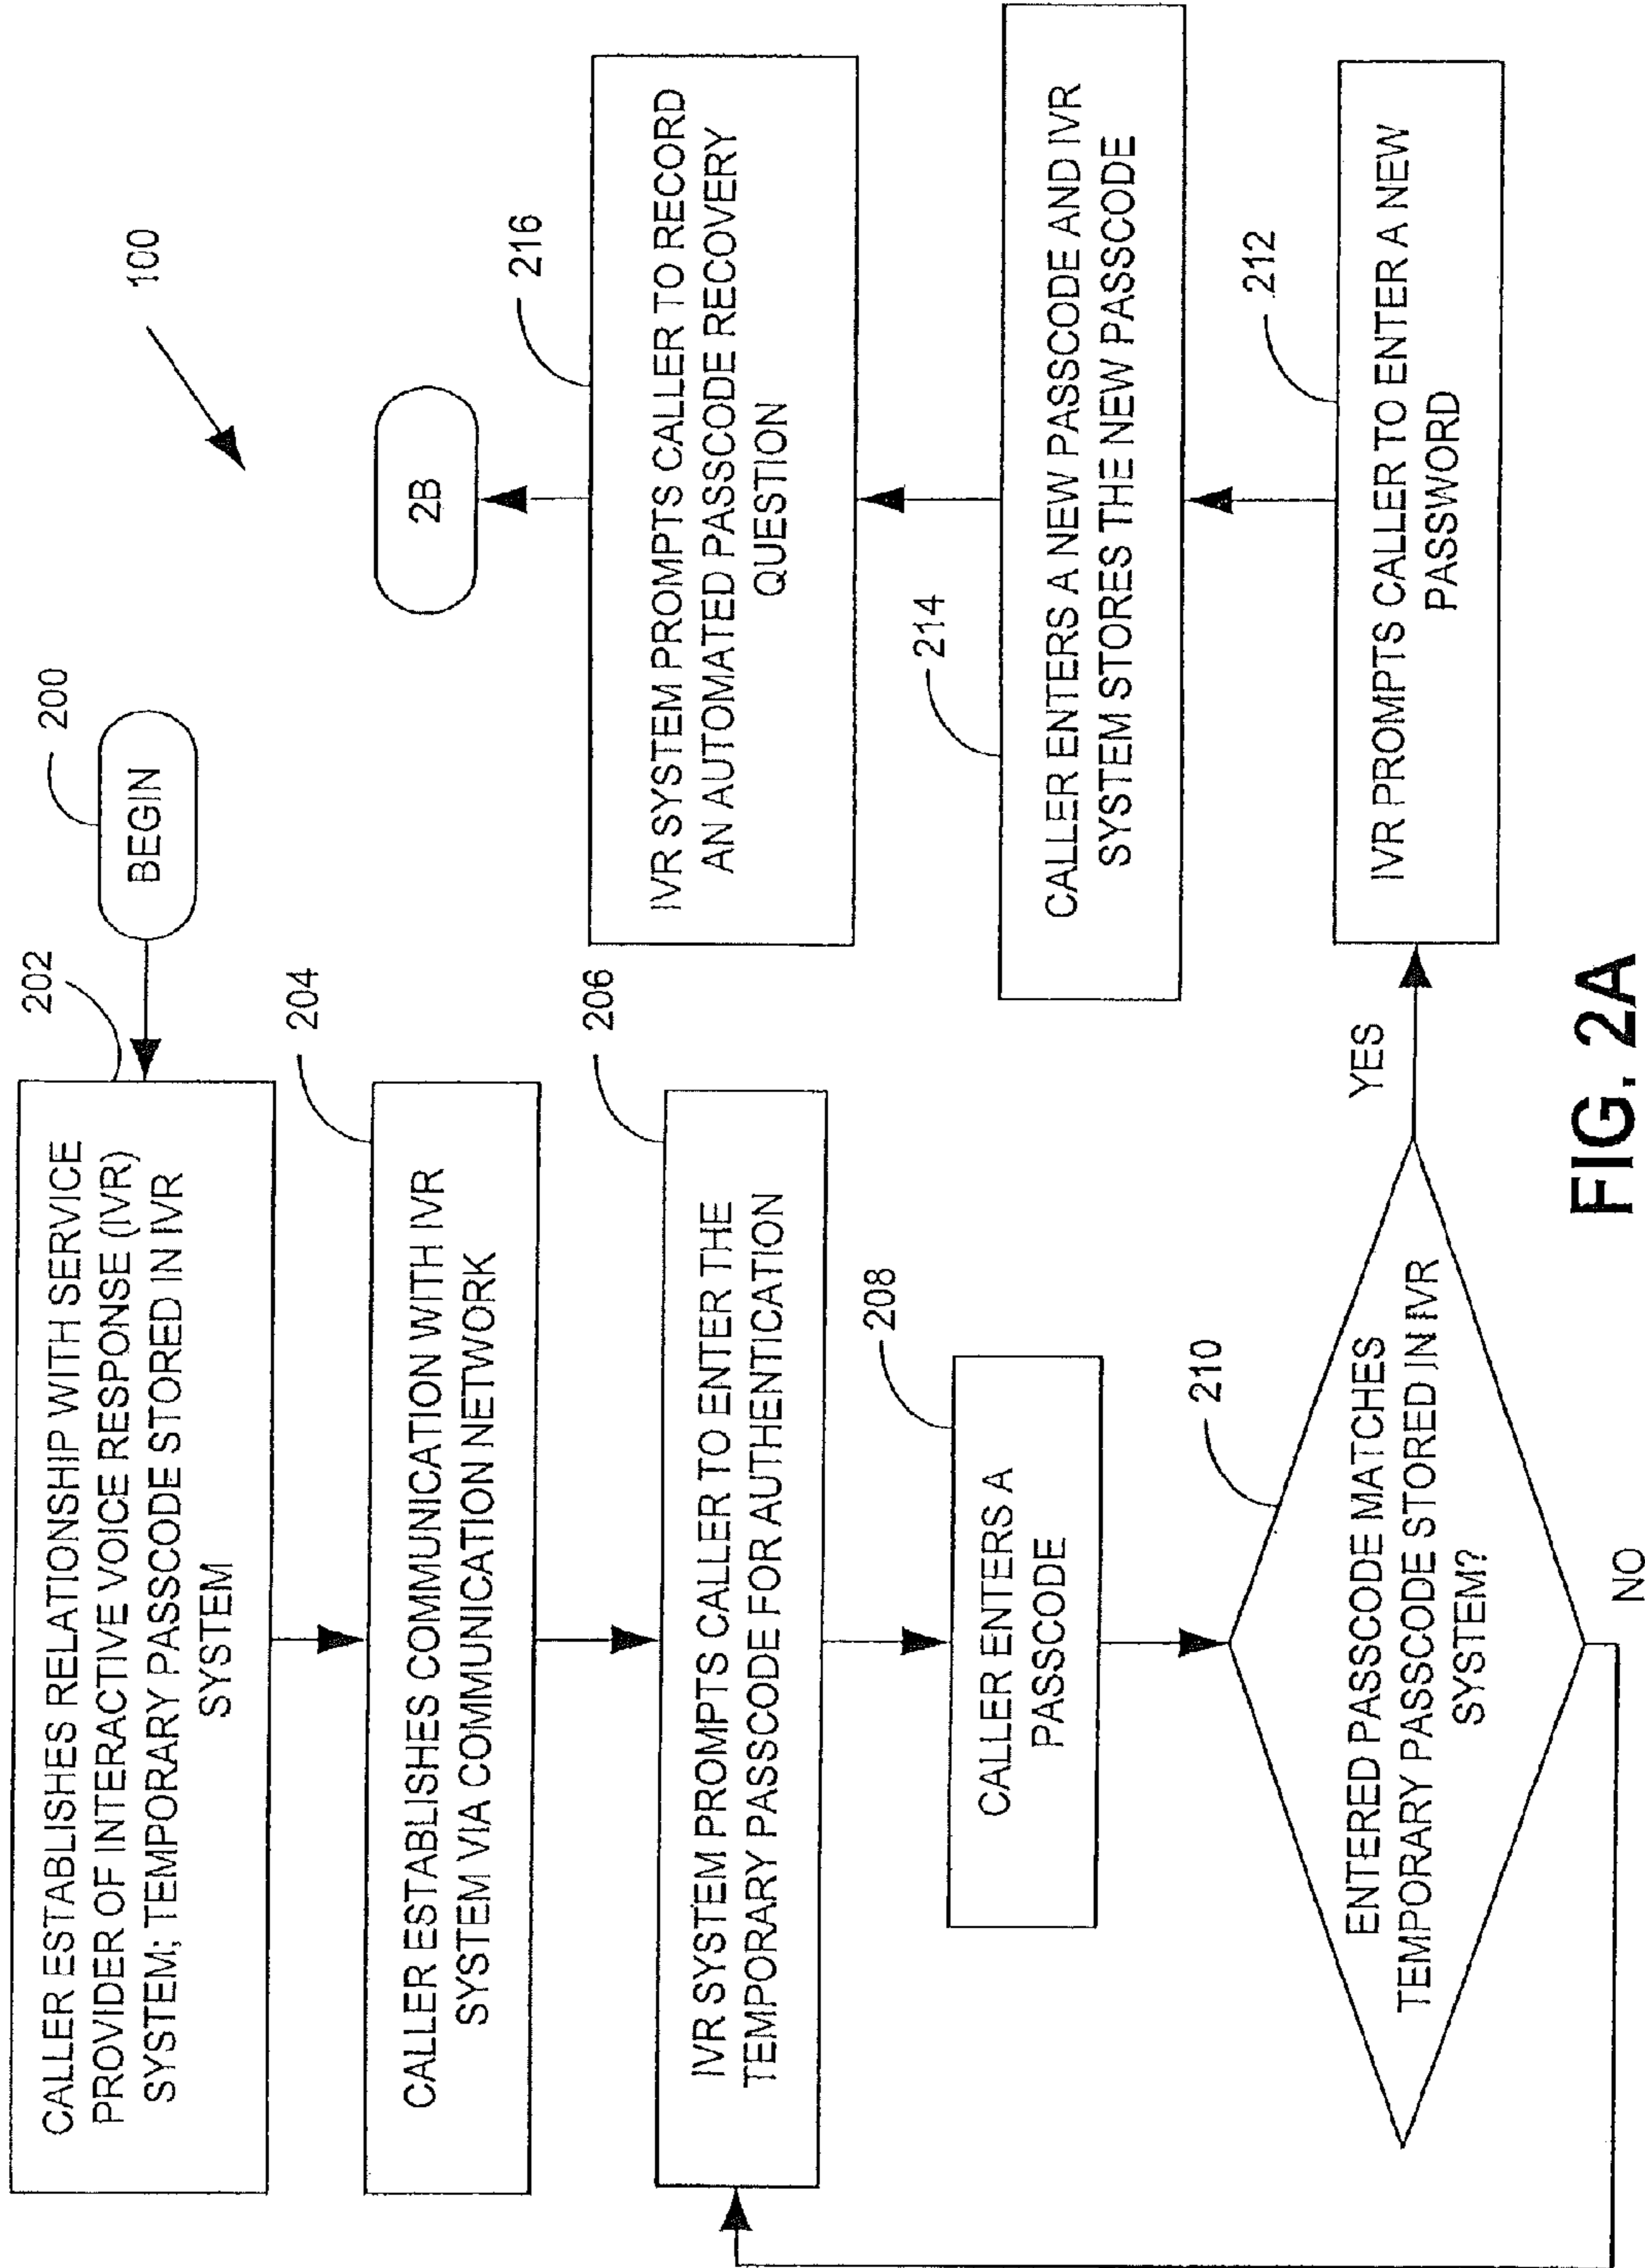 100
200
BEGIN
202
CALLER ESTABLISHES RELATIONSHIP WITH SERVICE
PROVIDER OF INTERACTIVE VOICE RESPONSE (IVR)
SYSTEM; TEMPORARY PASSCODE STORED IN IVR
SYSTEM
204
CALLER ESTABLISHES COMMUNICATION WITH IVR
SYSTEM VIA COMMUNICATION NETWORK
206
IVR SYSTEM PROMPTS CALLER TO ENTER THE
TEMPORARY PASSCODE FOR AUTHENTICATION
208
CALLER ENTERS A
PASSCODE
210
ENTERED PASSCODE MATCHES
TEMPORARY PASSCODE STORED IN IVR
SYSTEM?
NO
YES
212
IVR PROMPTS CALLER TO ENTER A NEW
PASSWORD
214
CALLER ENTERS A NEW PASSCODE AND IVR
SYSTEM STORES THE NEW PASSCODE
216
IVR SYSTEM PROMPTS CALLER TO RECORD
AN AUTOMATED PASSCODE RECOVERY
QUESTION
2B
FIG. 2A